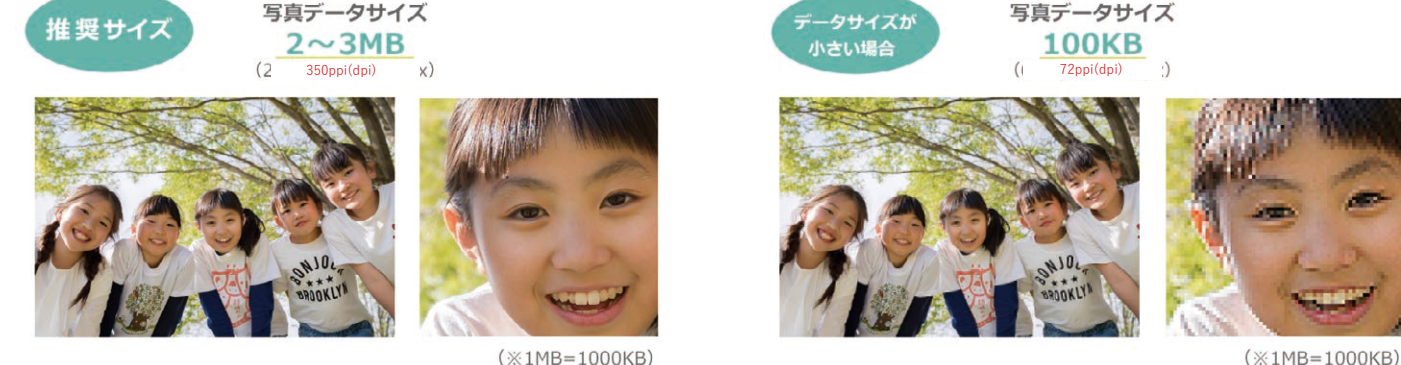 推奨サイズ
写真データサイズ
2～3MB
(2 350ppi(dpi) x)
BONJOUR
★★★
BROOKLYN
(※1MB=1000KB)
データサイズが
小さい場合
写真データサイズ
100KB
72ppi(dpi)
BONJOUR
★★★
BROOKLYN
(※1MB=1000KB)